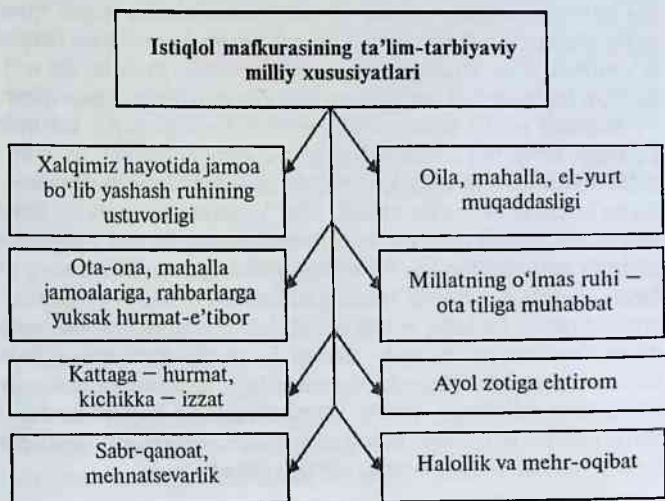 Istiqlol mafkurasining ta’lim-tarbiyaviy
milliy xususiyatlari
Xalqimiz hayotida jamoa
bo‘lib yashash ruhining
ustuvorligi
Oila, mahalla, el-yurt
muqaddasligi
Ota-ona, mahalla
jamoalariga, rahbarlarga
yuksak hurmat-e’tibor
Millatning o‘lmas ruhi –
ota tiliga muhabbat
Kattaga – hurmat,
kichikka – izzat
Ayol zotiga ehtirom
Sabr-qanoat,
mehnatsevarlik
Halollik va mehr-oqibat